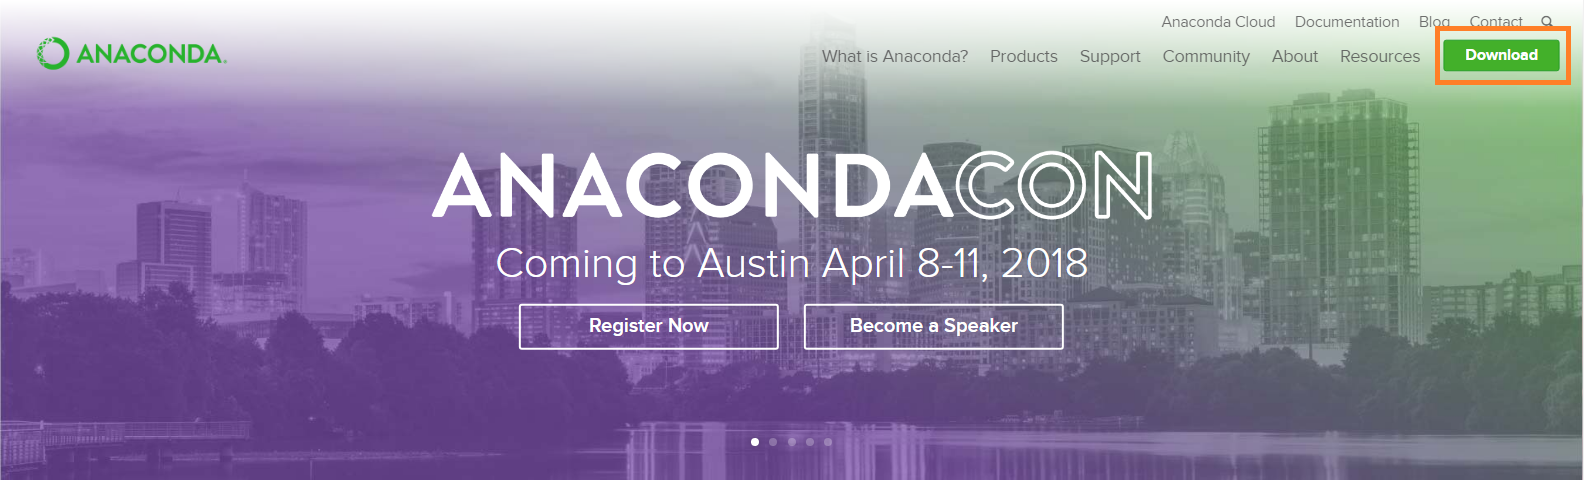 Anaconda Cloud Documentation Blog Contact
ANACONDA.
What is Anaconda? Products Support Community About Resources Download
ANACONDACON
Coming to Austin April 8-11, 2018
Register Now Become a Speaker